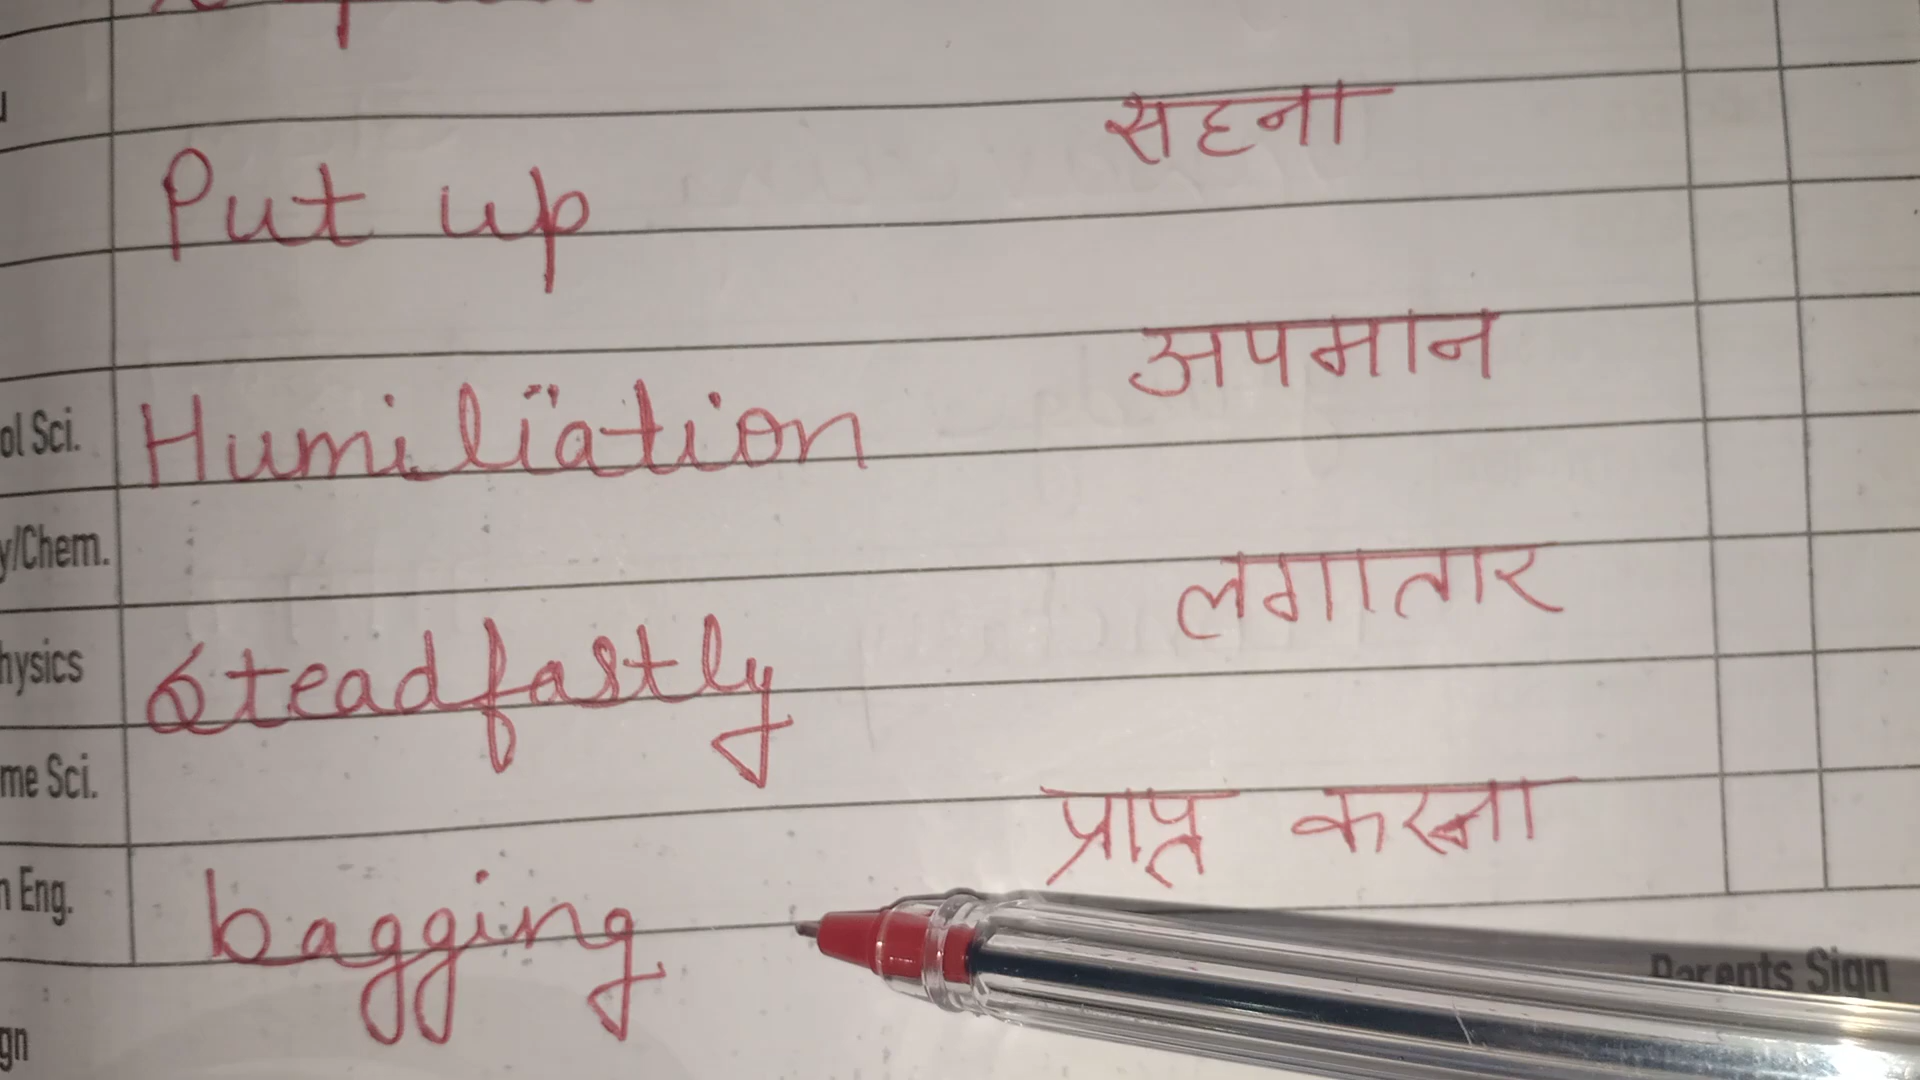 सहना
Put up
अपमान
ol Sci. Humiliation
y/Chem.
लगातार
hysics Steadfastly
me Sci.
प्राप्त करना
Eng. bagging
Parents Sign
gn